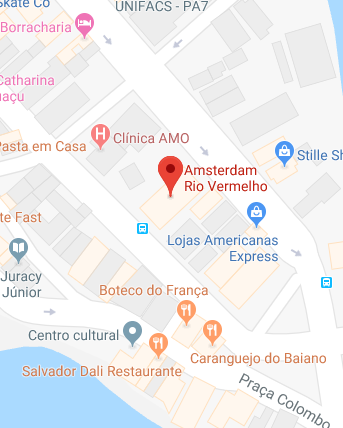 Skate Co
UNIFACS - PA7
Borracharia
Catharina
uaçu
Clínica AMO
Pasta em Casa
Stille Sh
Amsterdam
Rio Vermelho
te Fast
Lojas Americanas
Express
Juracy
Júnior
Boteco do França
Centro cultural
Caranguejo do Baiano
Salvador Dali Restaurante
Praça Colombo